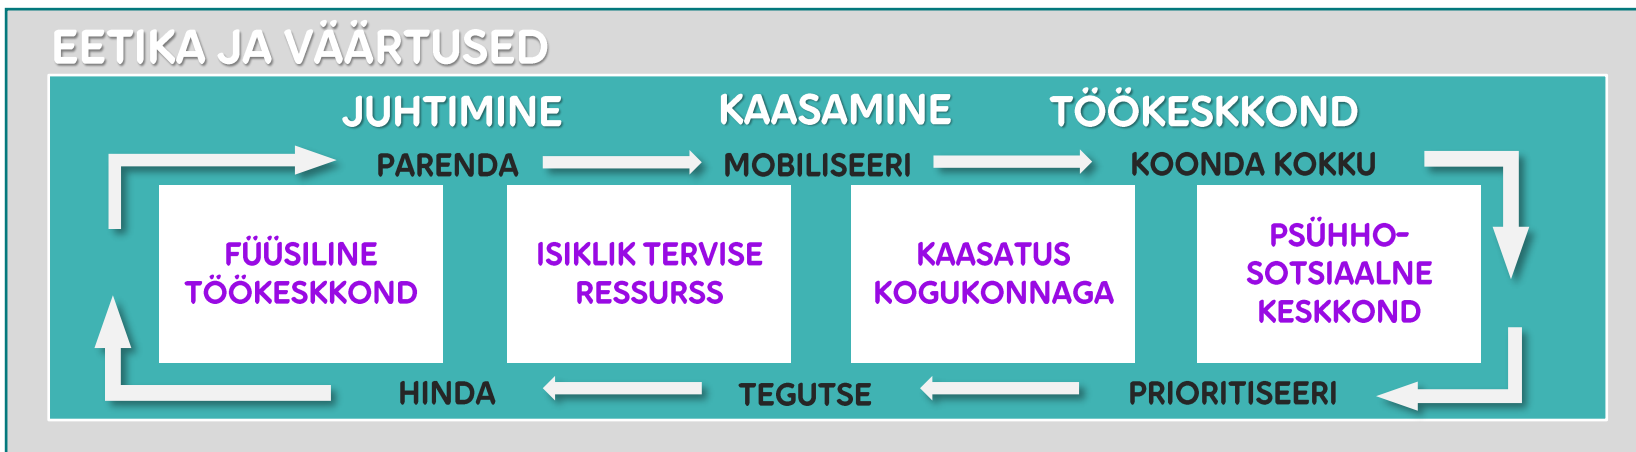 EETIKA JA VÄÄRTUSED
JUHTIMINE
KAASAMINE
TÖÖKESKKOND
PARENDA
MOBILISEERI
KOONDA KOKKU
FÜÜSILINE
TÖÖKESKKOND
ISIKLIK TERVISE
RESSURSS
KAASATUS
KOGUKONNAGA
PSÜHHO-
SOTSIAALNE
KESKKOND
HINDA
TEGUTSE
PRIORITISEERI